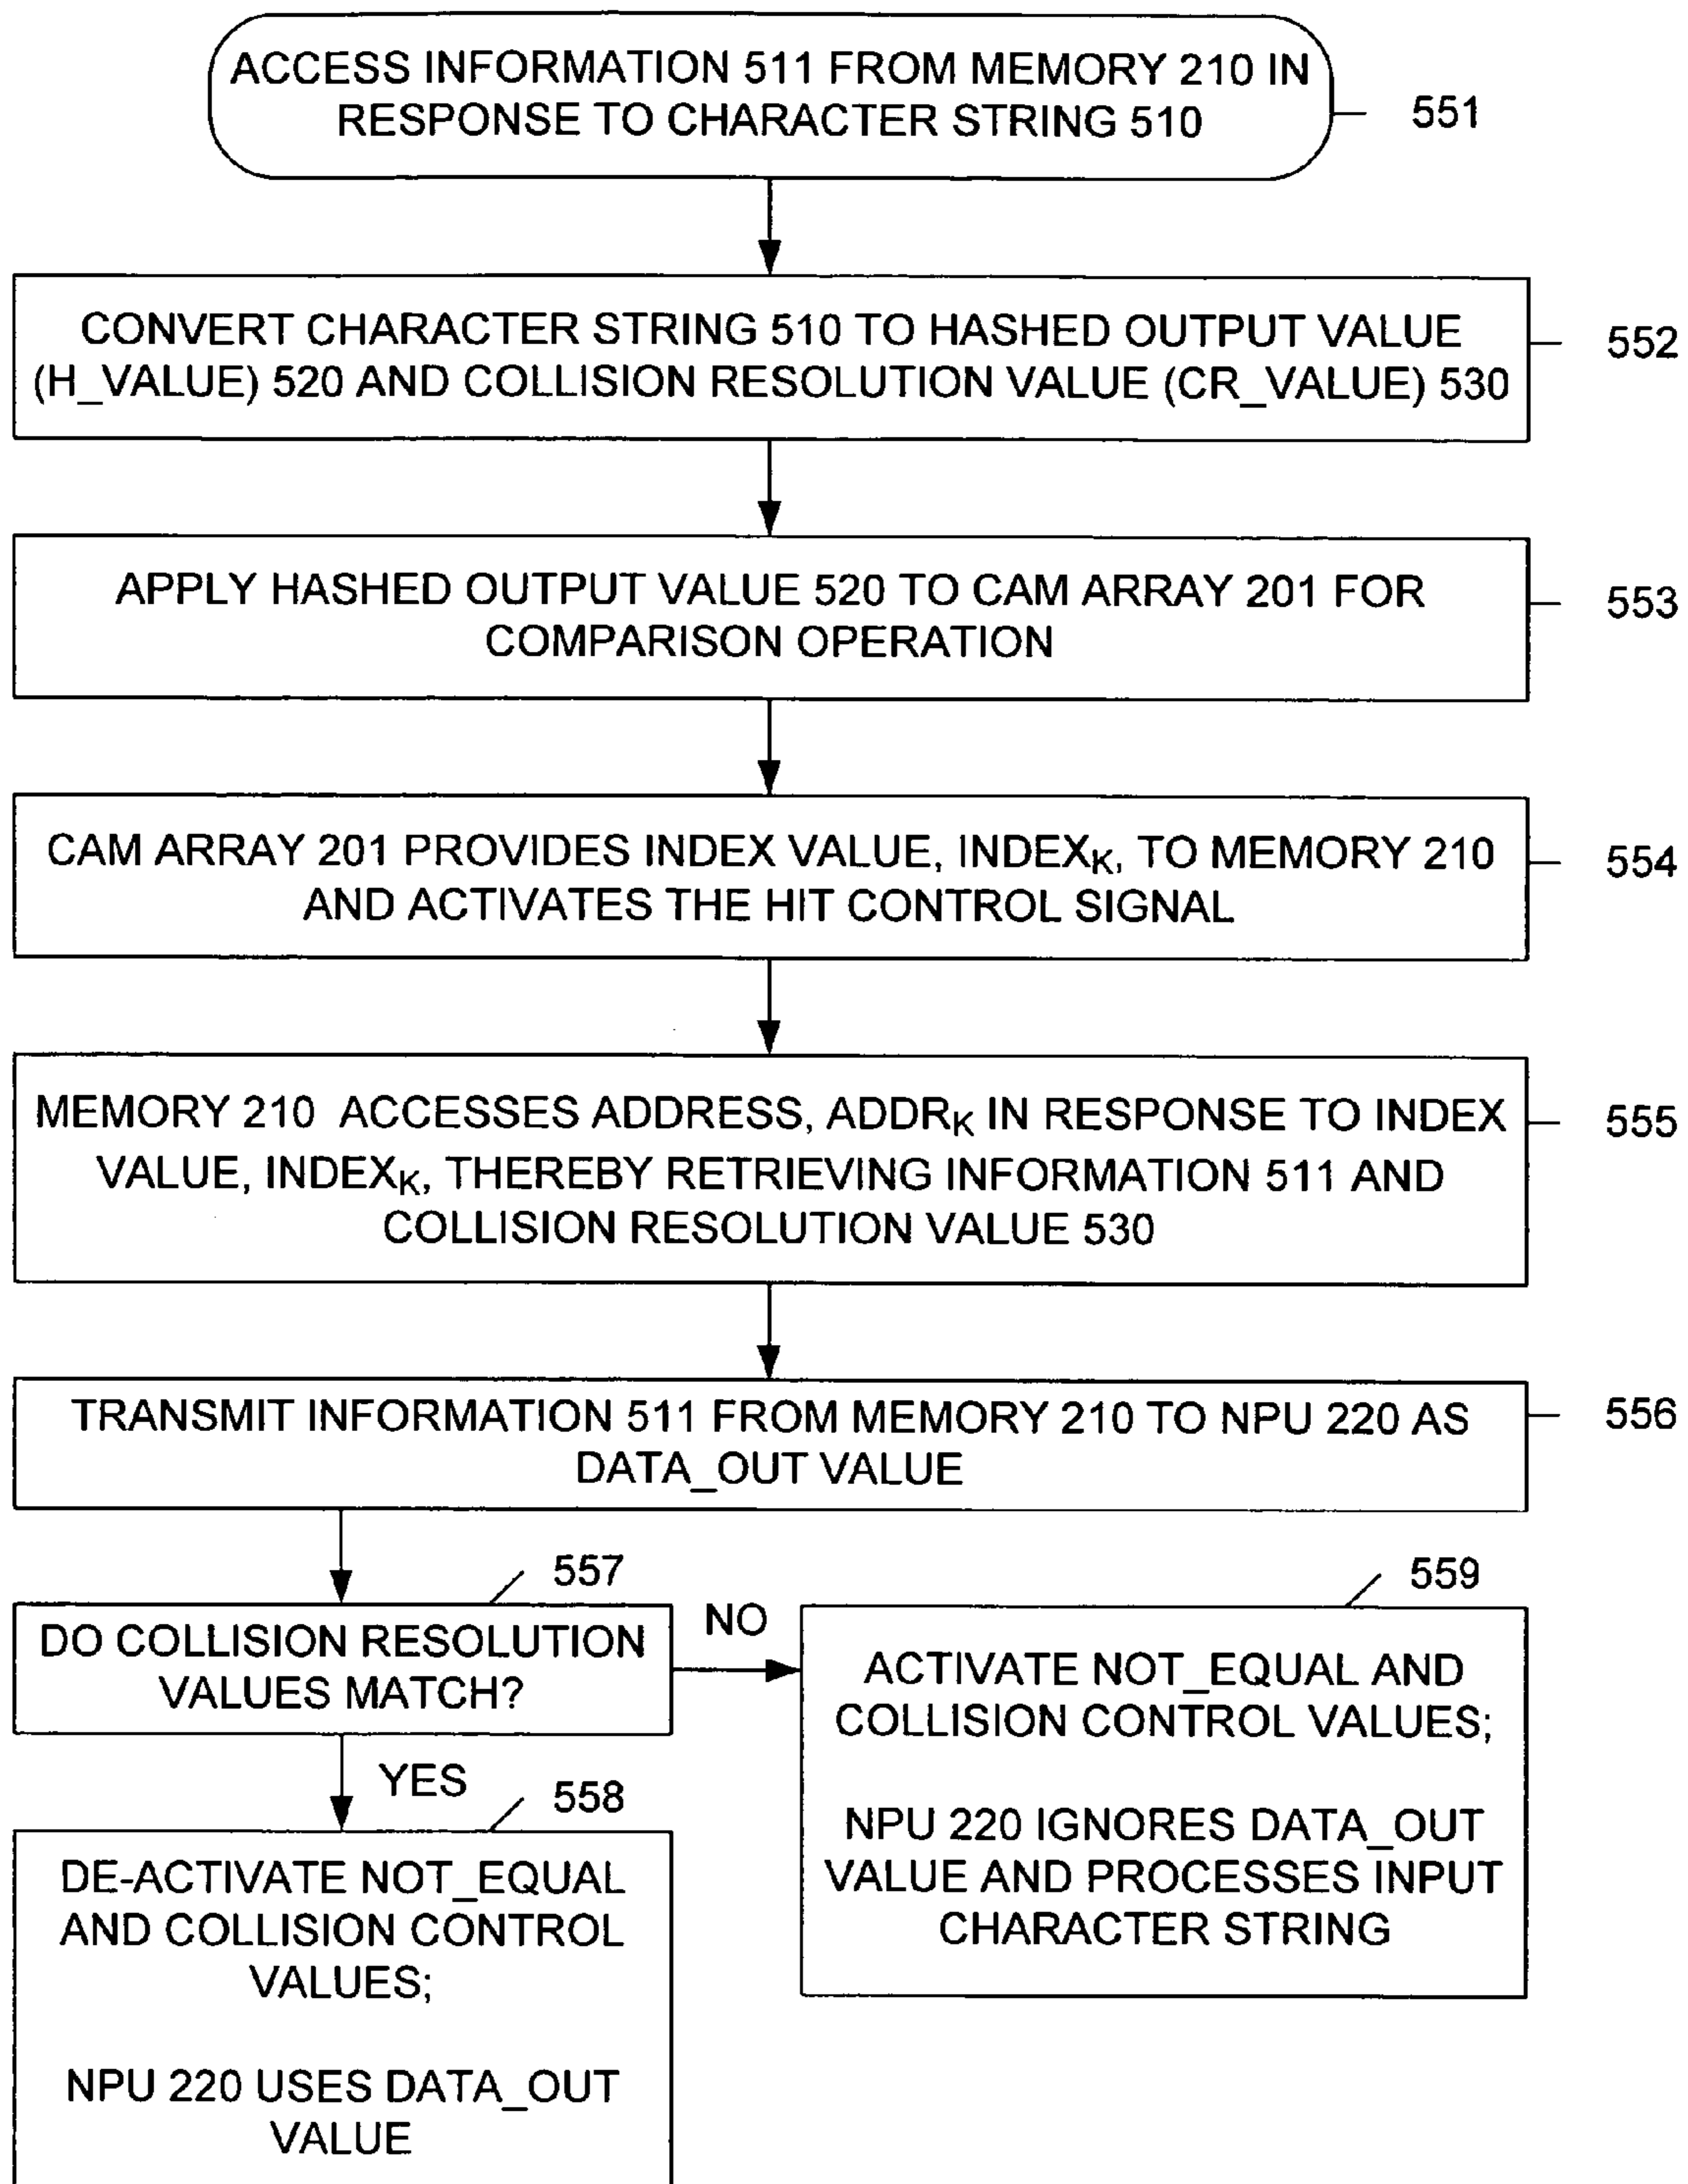 ACCESS INFORMATION 511 FROM MEMORY 210 IN
RESPONSE TO CHARACTER STRING 510
551
CONVERT CHARACTER STRING 510 TO HASHED OUTPUT VALUE
(H_VALUE) 520 AND COLLISION RESOLUTION VALUE (CR_VALUE) 530
552
APPLY HASHED OUTPUT VALUE 520 TO CAM ARRAY 201 FOR
COMPARISON OPERATION
553
CAM ARRAY 201 PROVIDES INDEX VALUE, INDEXK, TO MEMORY 210
AND ACTIVATES THE HIT CONTROL SIGNAL
554
MEMORY 210 ACCESSES ADDRESS, ADDRK IN RESPONSE TO INDEX
VALUE, INDEXK, THEREBY RETRIEVING INFORMATION 511 AND
COLLISION RESOLUTION VALUE 530
555
TRANSMIT INFORMATION 511 FROM MEMORY 210 TO NPU 220 AS
DATA_OUT VALUE
556
557
DO COLLISION RESOLUTION
VALUES MATCH?
NO
YES
559
ACTIVATE NOT_EQUAL AND
COLLISION CONTROL VALUES;
NPU 220 IGNORES DATA_OUT
VALUE AND PROCESSES INPUT
CHARACTER STRING
558
DE-ACTIVATE NOT_EQUAL
AND COLLISION CONTROL
VALUES;
NPU 220 USES DATA_OUT
VALUE